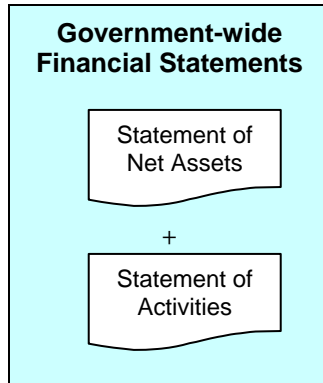 Government-wide
Financial Statements
Statement of
Net Assets
+
Statement of
Activities